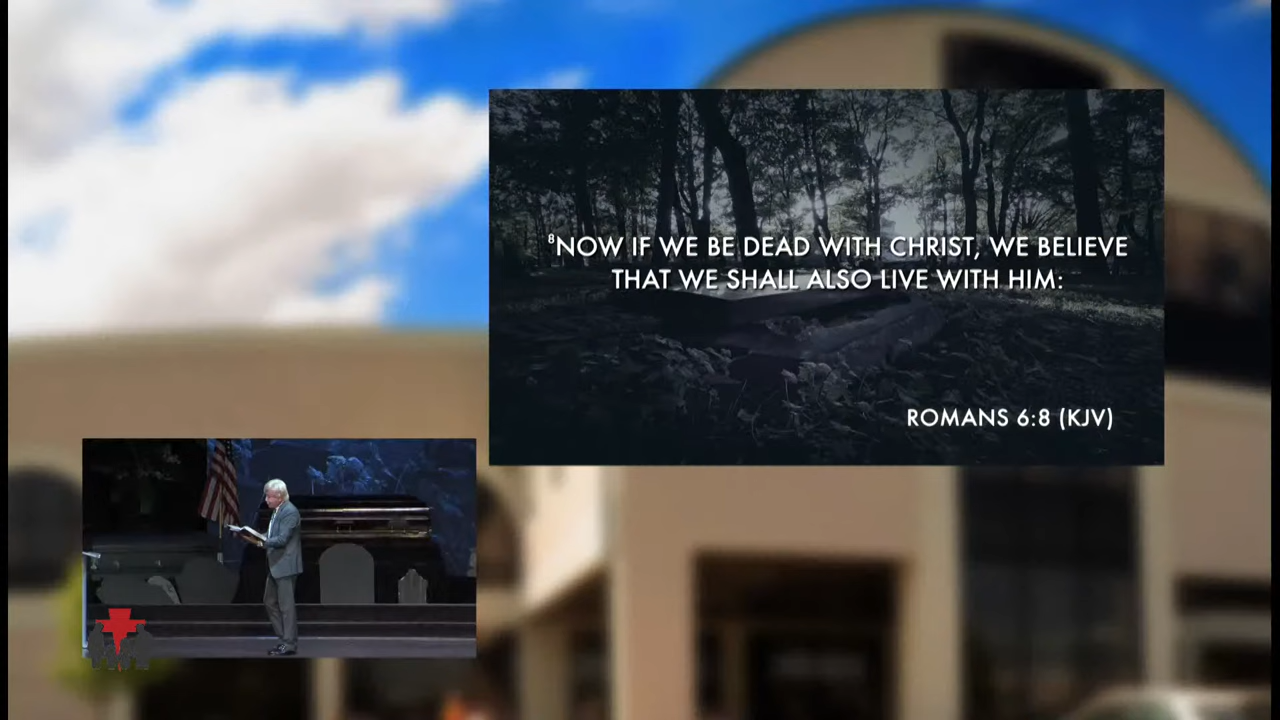 ⁸NOW IF WE BE DEAD WITH CHRIST, WE BELIEVE
THAT WE SHALL ALSO LIVE WITH HIM:
ROMANS 6:8 (KJV)